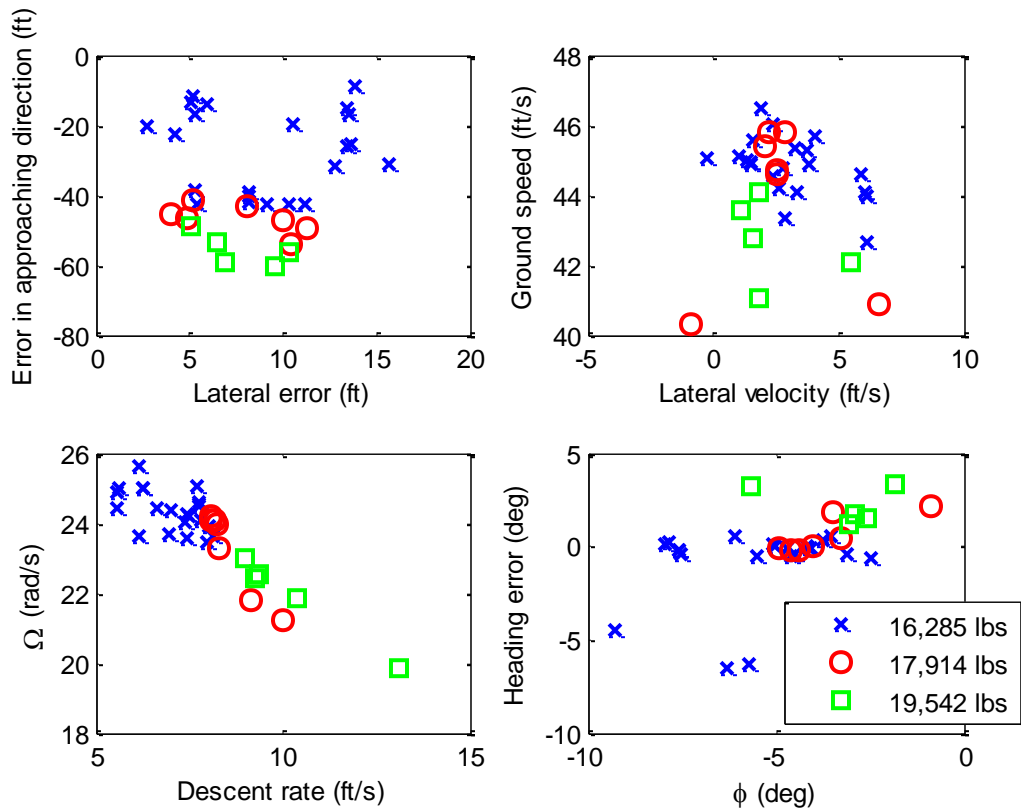 Error in approaching direction (ft)
0
-20
-40
-60
-80
0 5 10 15 20
Lateral error (ft)
Ground speed (ft/s)
48
46
44
42
40
-5 0 5 10
Lateral velocity (ft/s)
Ω (rad/s)
26
24
22
20
18
5 10 15
Descent rate (ft/s)
Heading error (deg)
5
0
-5
-10
-10 -5 0
ϕ (deg)
16,285 lbs
17,914 lbs
19,542 lbs